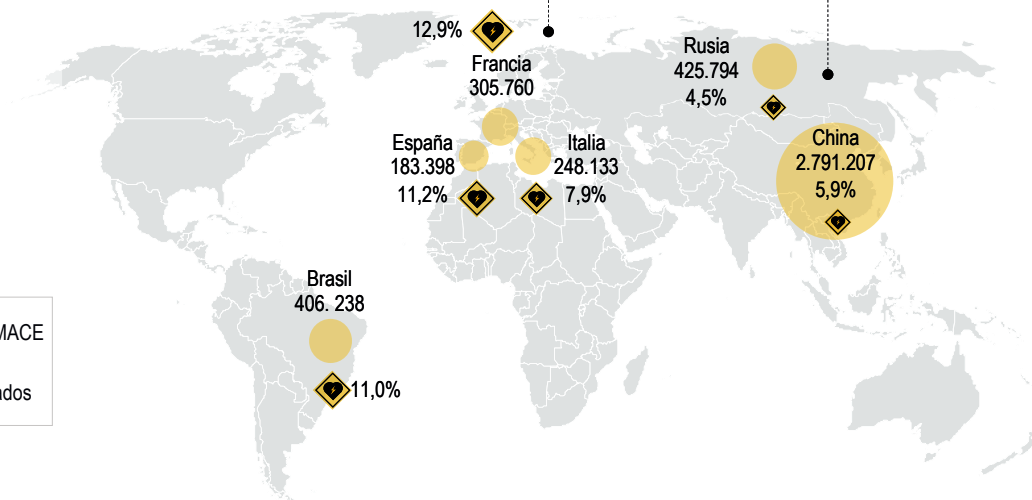 12,9%
Francia
305.760
Rusia
425.794
4,5%
España
183.398
11,2%
Italia
248.133
7,9%
China
2.791.207
5,9%
Brasil
406. 238
11,0%
MACE